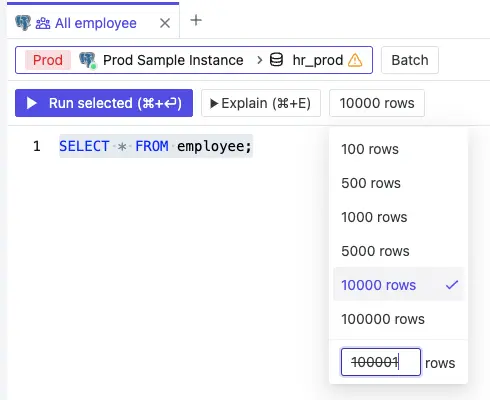 All employee
Prod Prod Sample Instance hr_prod Batch
Run selected (⌘+⏎) Explain (⌘+E) 10000 rows
1 SELECT * FROM employee;
100 rows
500 rows
1000 rows
5000 rows
10000 rows
100000 rows
100001 rows